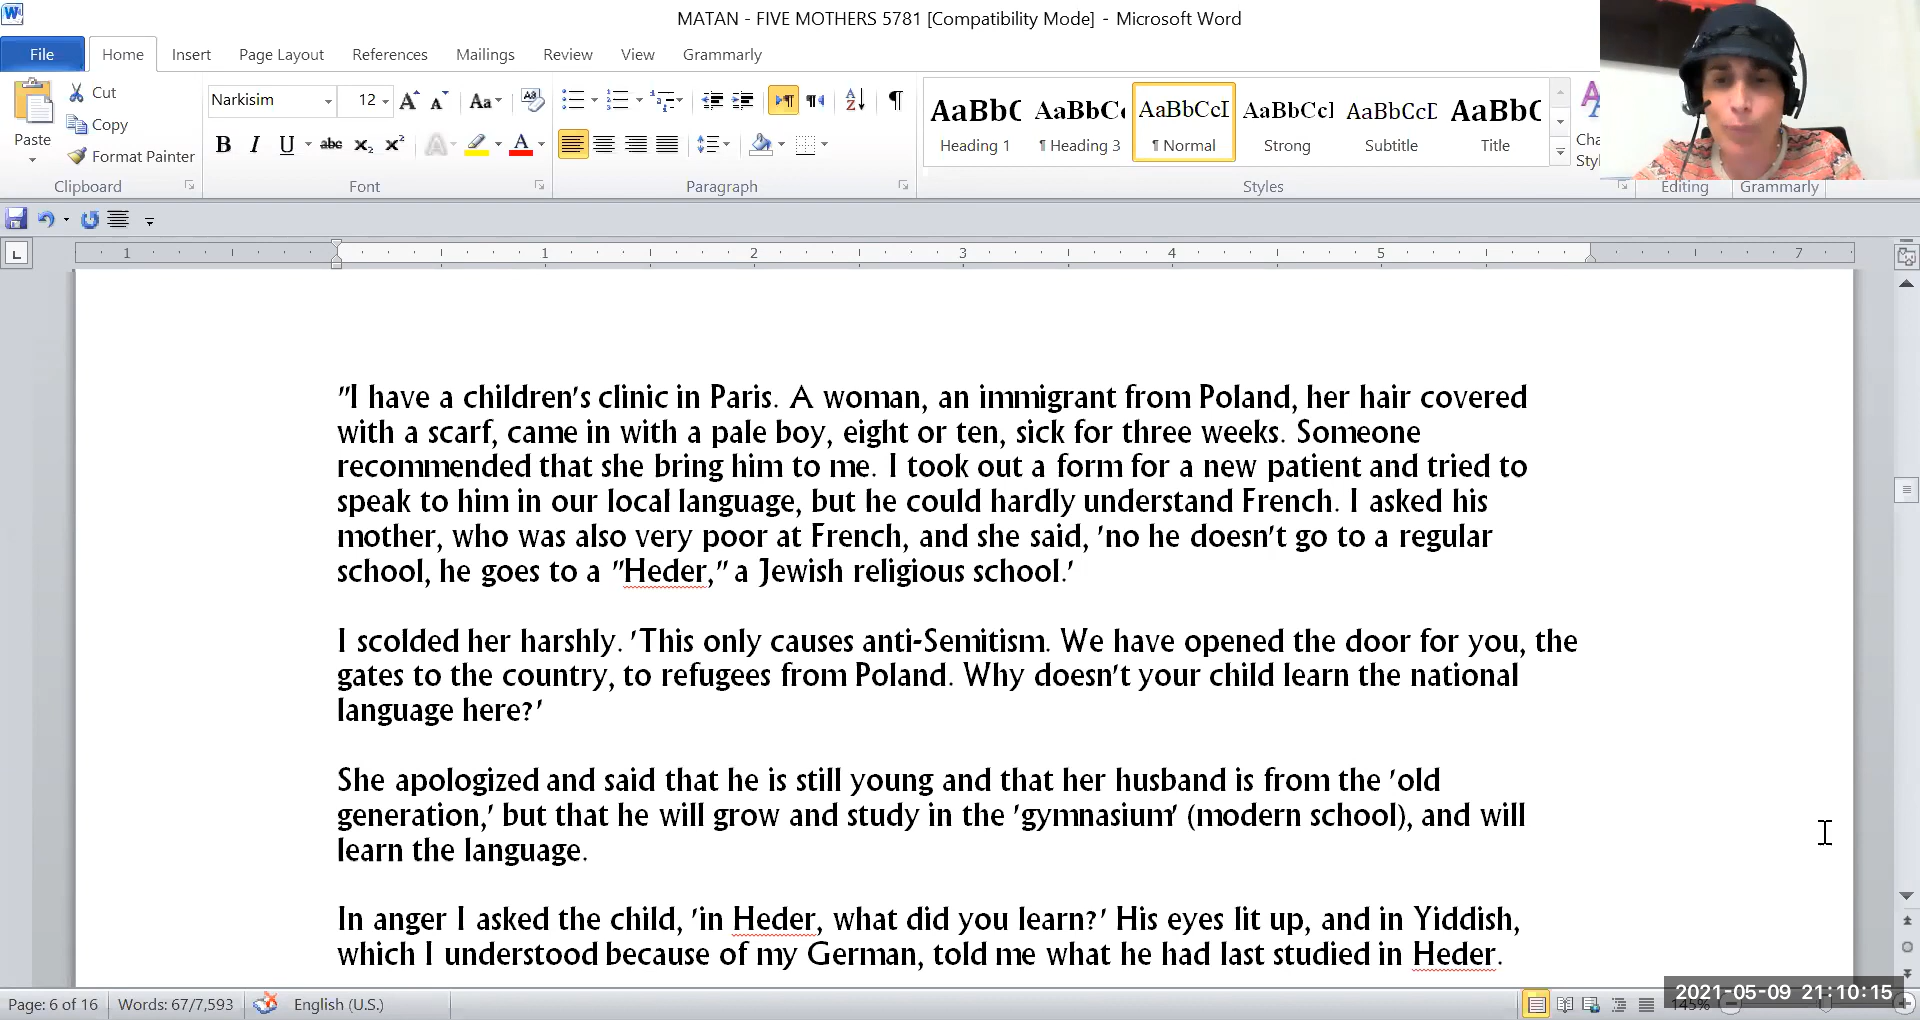 MATAN - FIVE MOTHERS 5781 [Compatibility Mode] - Microsoft Word
File Home Insert Page Layout References Mailings Review View Grammarly
Paste
Cut
Copy
Format Painter
Clipboard
Narkisim 12
Font
Paragraph
AaBbC AaBbCc AaBbCcD AaBbCcI AaBbCcD AaBbC
Heading 1 ¶ Heading 3 ¶ Normal Strong Subtitle Title
Styles
Editing Grammarly
1 1 2 3 4 5 7
"I have a children's clinic in Paris. A woman, an immigrant from Poland, her hair covered
with a scarf, came in with a pale boy, eight or ten, sick for three weeks. Someone
recommended that she bring him to me. I took out a form for a new patient and tried to
speak to him in our local language, but he could hardly understand French. I asked his
mother, who was also very poor at French, and she said, 'no he doesn't go to a regular
school, he goes to a "Heder," a Jewish religious school.'
I scolded her harshly. 'This only causes anti-Semitism. We have opened the door for you, the
gates to the country, to refugees from Poland. Why doesn't your child learn the national
language here?'
She apologized and said that he is still young and that her husband is from the 'old
generation,' but that he will grow and study in the 'gymnasium' (modern school), and will
learn the language.
In anger I asked the child, 'in Heder, what did you learn?' His eyes lit up, and in Yiddish,
which I understood because of my German, told me what he had last studied in Heder.
Page: 6 of 16 Words: 67/7,593 English (U.S.) 145%
2021-05-09 21:10:15